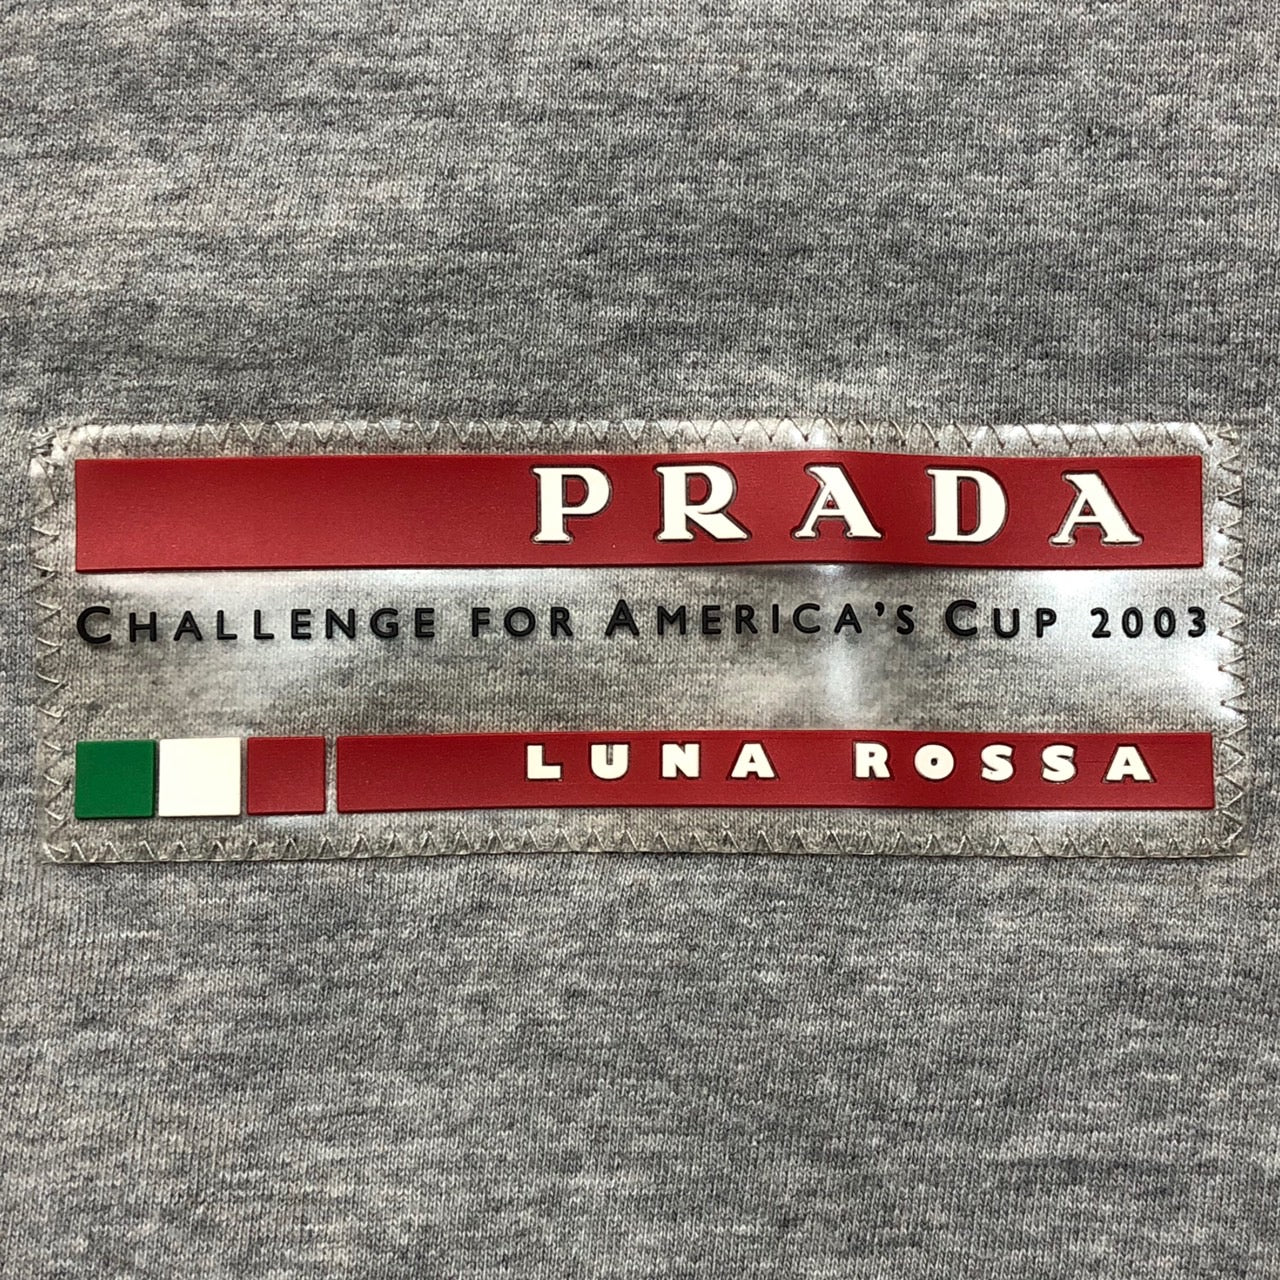 PRADA
CHALLENGE FOR AMERICA'S CUP 2003
LUNA ROSSA